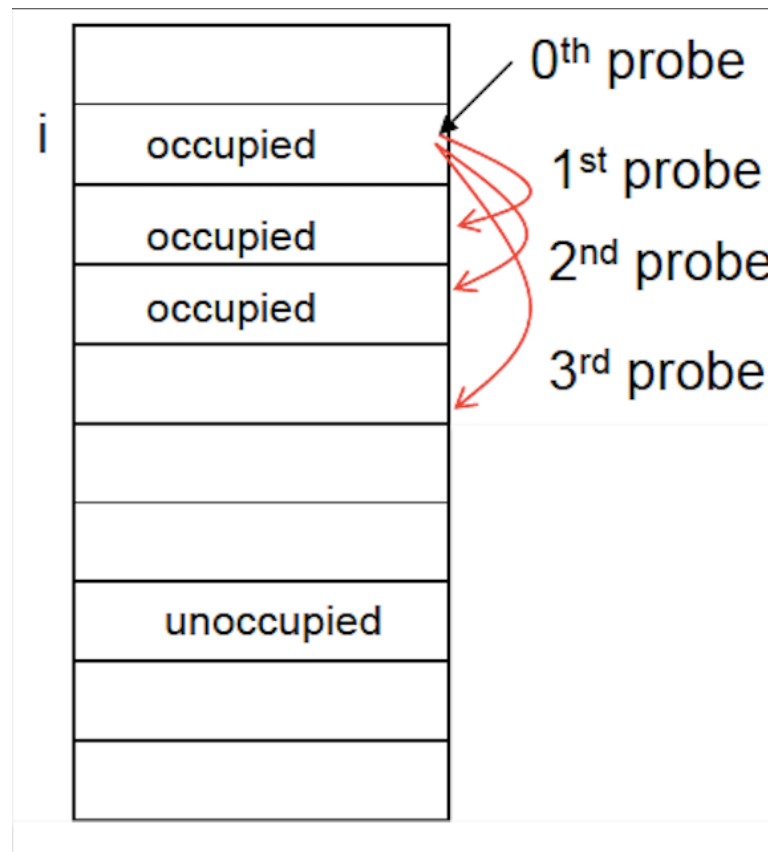 0th probe
i
occupied
1st probe
occupied
2nd probe
occupied
3rd probe
unoccupied